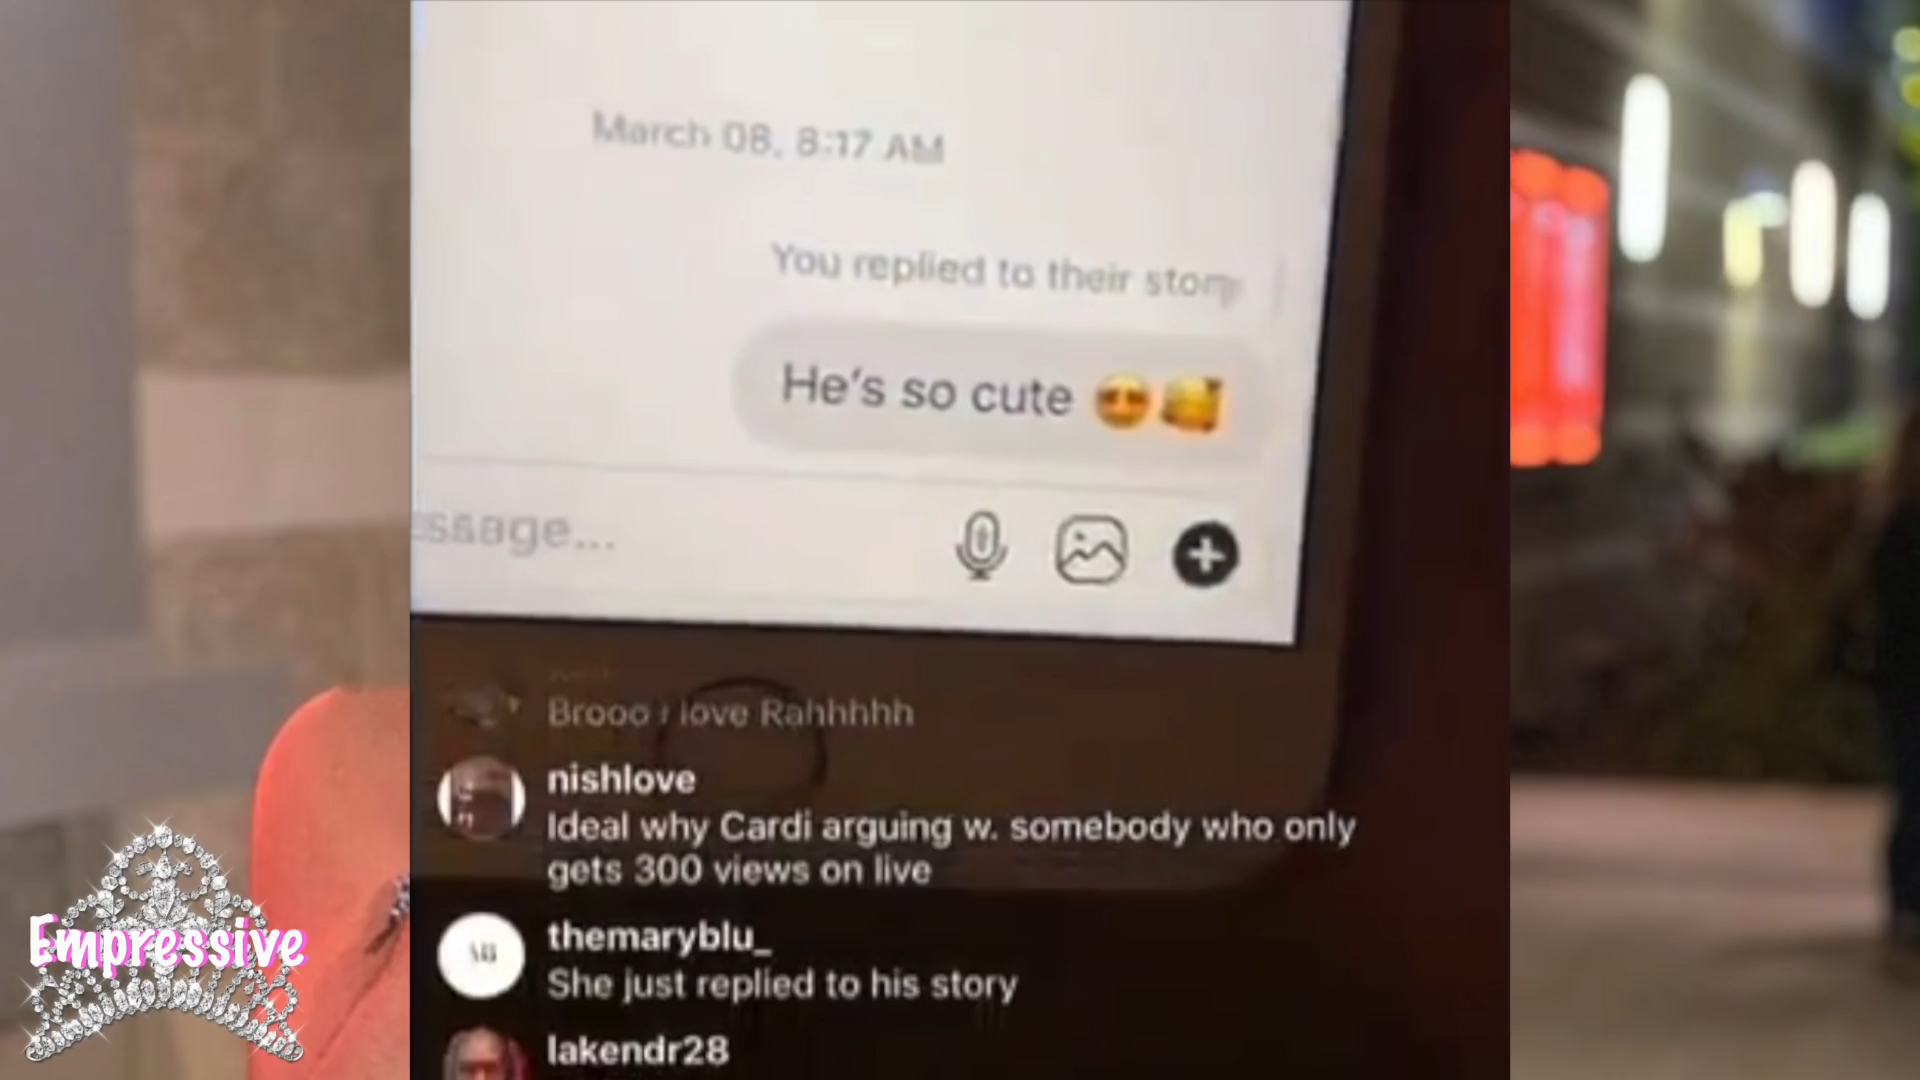 March 08, 8:17 AM
You replied to their story
He's so cute 😍🥰
essage...
Brooo i love Rahhhhh
nishlove
Ideal why Cardi arguing w. somebody who only
gets 300 views on live
themaryblu_
She just replied to his story
lakendr28
Empressive